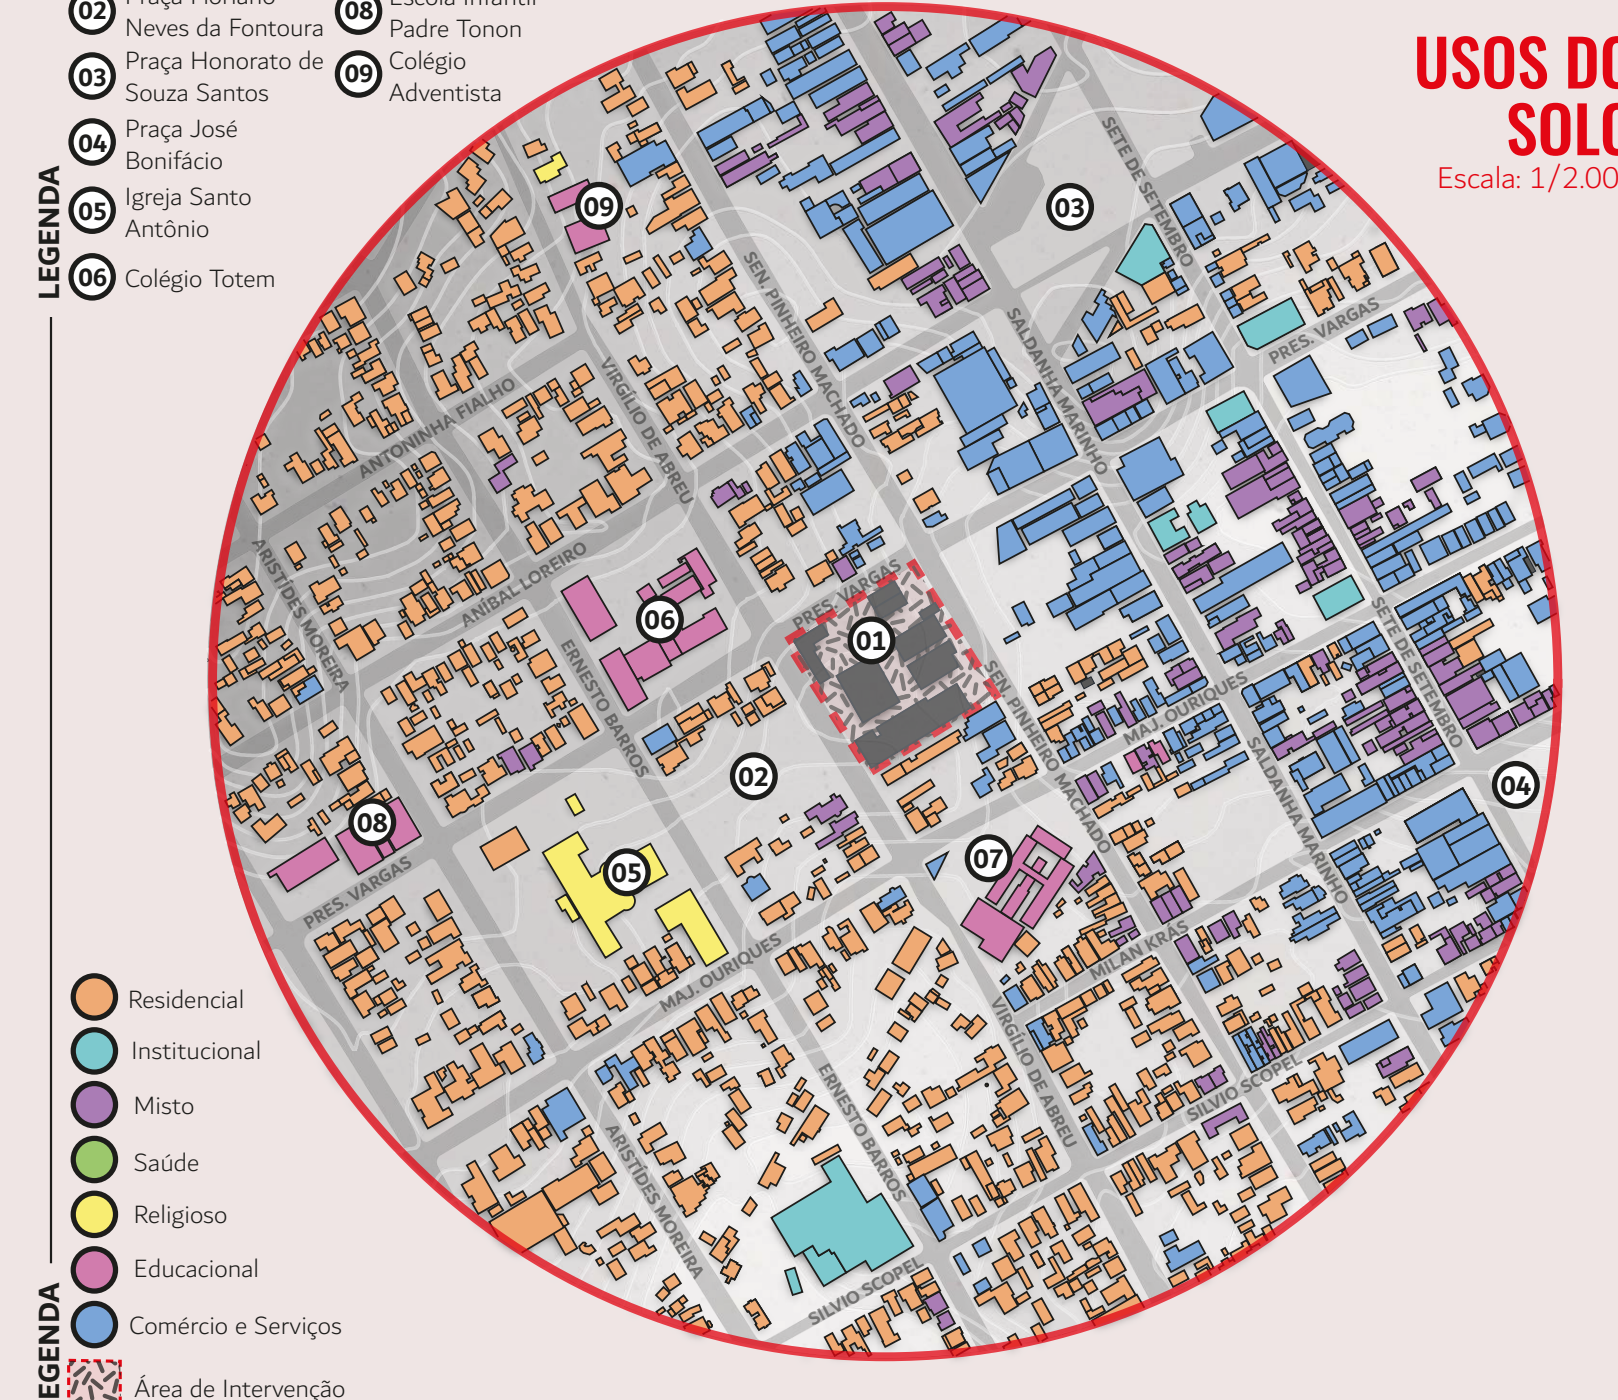 02
Neves da Fontoura
03
Praça Honorato de
Souza Santos
04
Praça José
Bonifácio
05
Igreja Santo
Antônio
06
Colégio Totem
08
Padre Tonon
09
Colégio
Adventista
LEGENDA
USOS DO
SOLO
Escala: 1/2.00
03
09
SETE DE SETEMBRO
SEN. PINHEIRO MACHADO
SALDANHA MARINHO
PRES. VARGAS
VIRGÍLIO DE ABREU
ANTONINHA FIALHO
ARISTÍDES MOREIRA
ANÍBAL LOREIRO
ERNESTO BARROS
06
PRES. VARGAS
01
SETE DE SETEMBRO
SEN. PINHEIRO MACHADO
MAJ. OURIQUES
SALDANHA MARINHO
02
04
08
05
07
PRES. VARGAS
MAJ. OURIQUES
MILAN KRAS
VIRGÍLIO DE ABREU
SILVIO SCOPEL
ERNESTO BARROS
ARISTÍDES MOREIRA
SILVIO SCOPEL
Residencial
Institucional
Misto
Saúde
Religioso
Educacional
Comércio e Serviços
Área de Intervenção
EGENDA